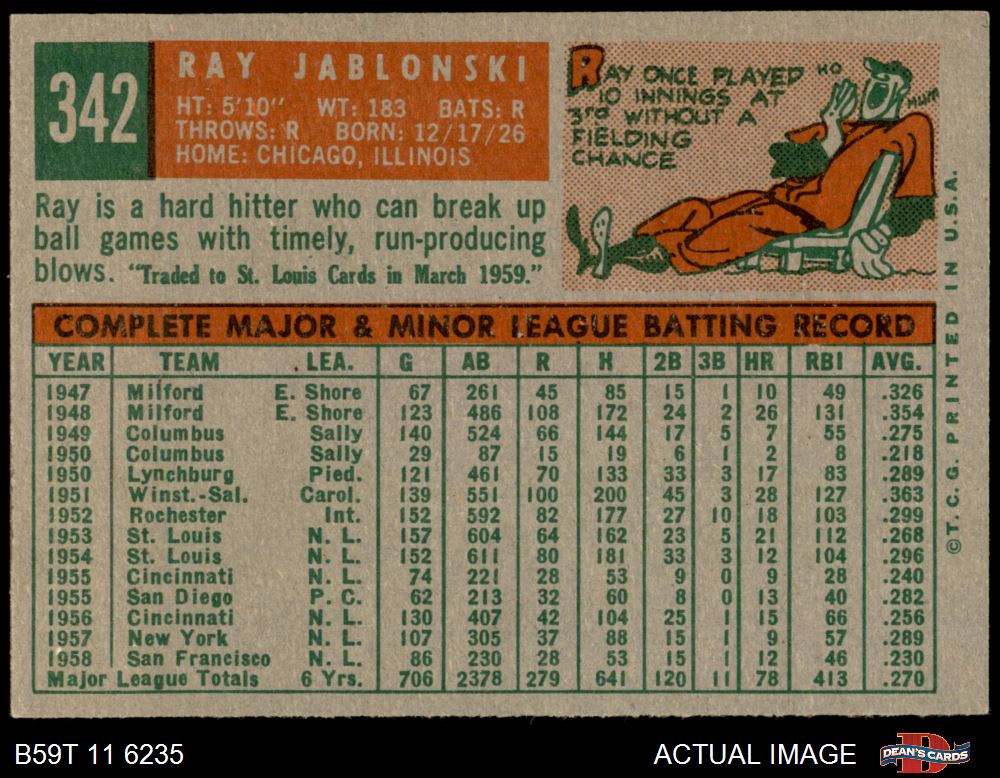 342
RAY JABLONSKI
HT: 5'10" WT: 183 BATS: R
THROWS: R BORN: 12/17/26
HOME: CHICAGO, ILLINOIS
RAY ONCE PLAYED
10 INNINGS AT
3RD WITHOUT A
FIELDING
CHANCE
HO
HUM
Ray is a hard hitter who can break up
ball games with timely, run-producing
blows. "Traded to St. Louis Cards in March 1959."
COMPLETE MAJOR & MINOR LEAGUE BATTING RECORD
YEAR TEAM LEA. G AB R H 2B 3B HR RBI AVG.
1947 Milford E. Shore 67 261 45 85 15 1 10 49 .326
1948 Milford E. Shore 123 486 108 172 24 2 26 131 .354
1949 Columbus Sally 140 524 66 144 17 5 7 55 .275
1950 Columbus Sally 29 87 15 19 6 1 2 8 .218
1950 Lynchburg Pied. 121 461 70 133 33 3 17 83 .289
1951 Winst.-Sal. Carol. 139 551 100 200 45 3 28 127 .363
1952 Rochester Int. 152 592 82 177 27 10 18 103 .299
1953 St. Louis N. L. 157 604 64 162 23 5 21 112 .268
1954 St. Louis N. L. 152 611 80 181 33 3 12 104 .296
1955 Cincinnati N. L. 74 221 28 53 9 0 9 28 .240
1955 San Diego P. C. 62 213 32 60 8 0 13 40 .282
1956 Cincinnati N. L. 130 407 42 104 25 1 15 66 .256
1957 New York N. L. 107 305 37 88 15 1 9 57 .289
1958 San Francisco N. L. 86 230 28 53 15 1 12 46 .230
Major League Totals 6 Yrs. 706 2378 279 641 120 11 78 413 .270
©T.C.G. PRINTED IN U.S.A.
B59T 11 6235
ACTUAL IMAGE
DEAN'S CARDS